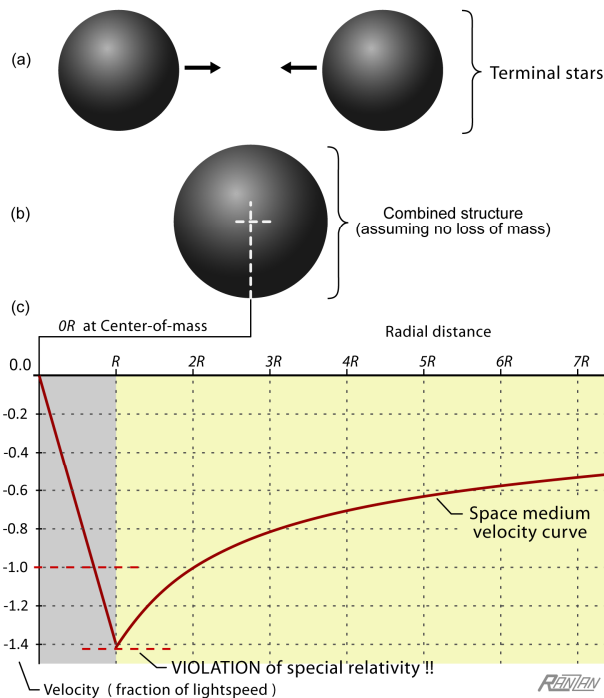 (a)
Terminal stars
(b)
Combined structure
(assuming no loss of mass)
(c)
0R at Center-of-mass
Radial distance
0.0 R 2R 3R 4R 5R 6R 7R
-0.2
-0.4
-0.6
Space medium
velocity curve
-0.8
-1.0
-1.2
-1.4
VIOLATION of special relativity !!
Velocity ( fraction of lightspeed )
RANTAN